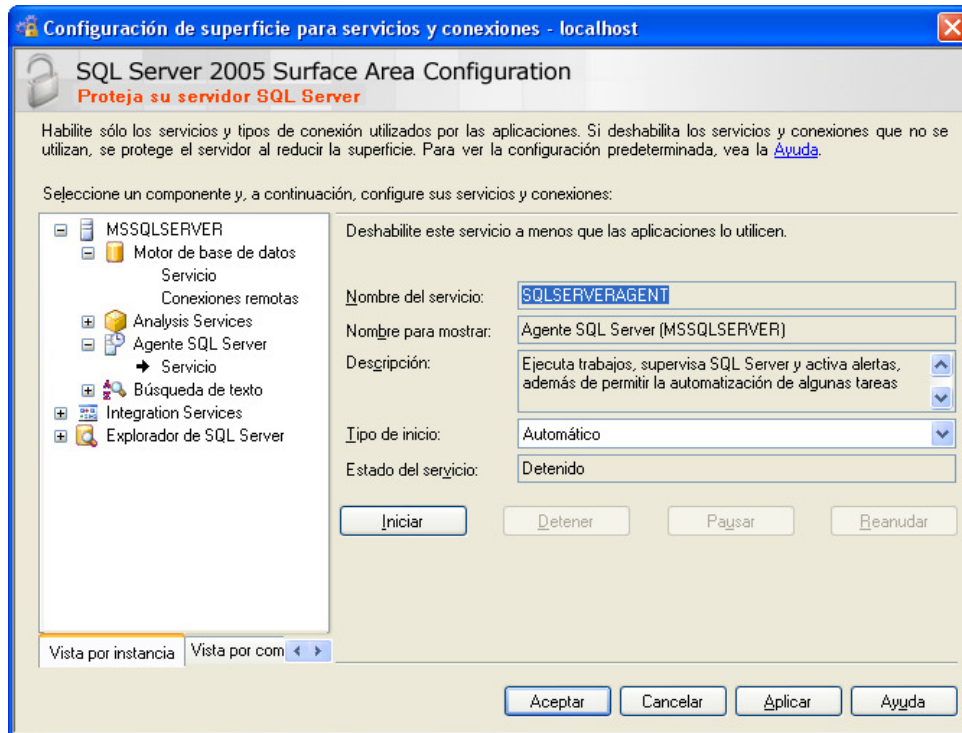 Configuración de superficie para servicios y conexiones - localhost
SQL Server 2005 Surface Area Configuration
Proteja su servidor SQL Server
Habilite sólo los servicios y tipos de conexión utilizados por las aplicaciones. Si deshabilita los servicios y conexiones que no se
utilizan, se protege el servidor al reducir la superficie. Para ver la configuración predeterminada, vea la Ayuda.
Seleccione un componente y, a continuación, configure sus servicios y conexiones:
MSSQLSERVER
Motor de base de datos
Servicio
Conexiones remotas
Analysis Services
Agente SQL Server
Servicio
Búsqueda de texto
Integration Services
Explorador de SQL Server
Vista por instancia
Vista por com
Deshabilite este servicio a menos que las aplicaciones lo utilicen.
Nombre del servicio: SQLSERVERAGENT
Nombre para mostrar: Agente SQL Server (MSSQLSERVER)
Descripción: Ejecuta trabajos, supervisa SQL Server y activa alertas,
además de permitir la automatización de algunas tareas
Tipo de inicio: Automático
Estado del servicio: Detenido
Iniciar Detener Pausar Reanudar
Aceptar Cancelar Aplicar Ayuda